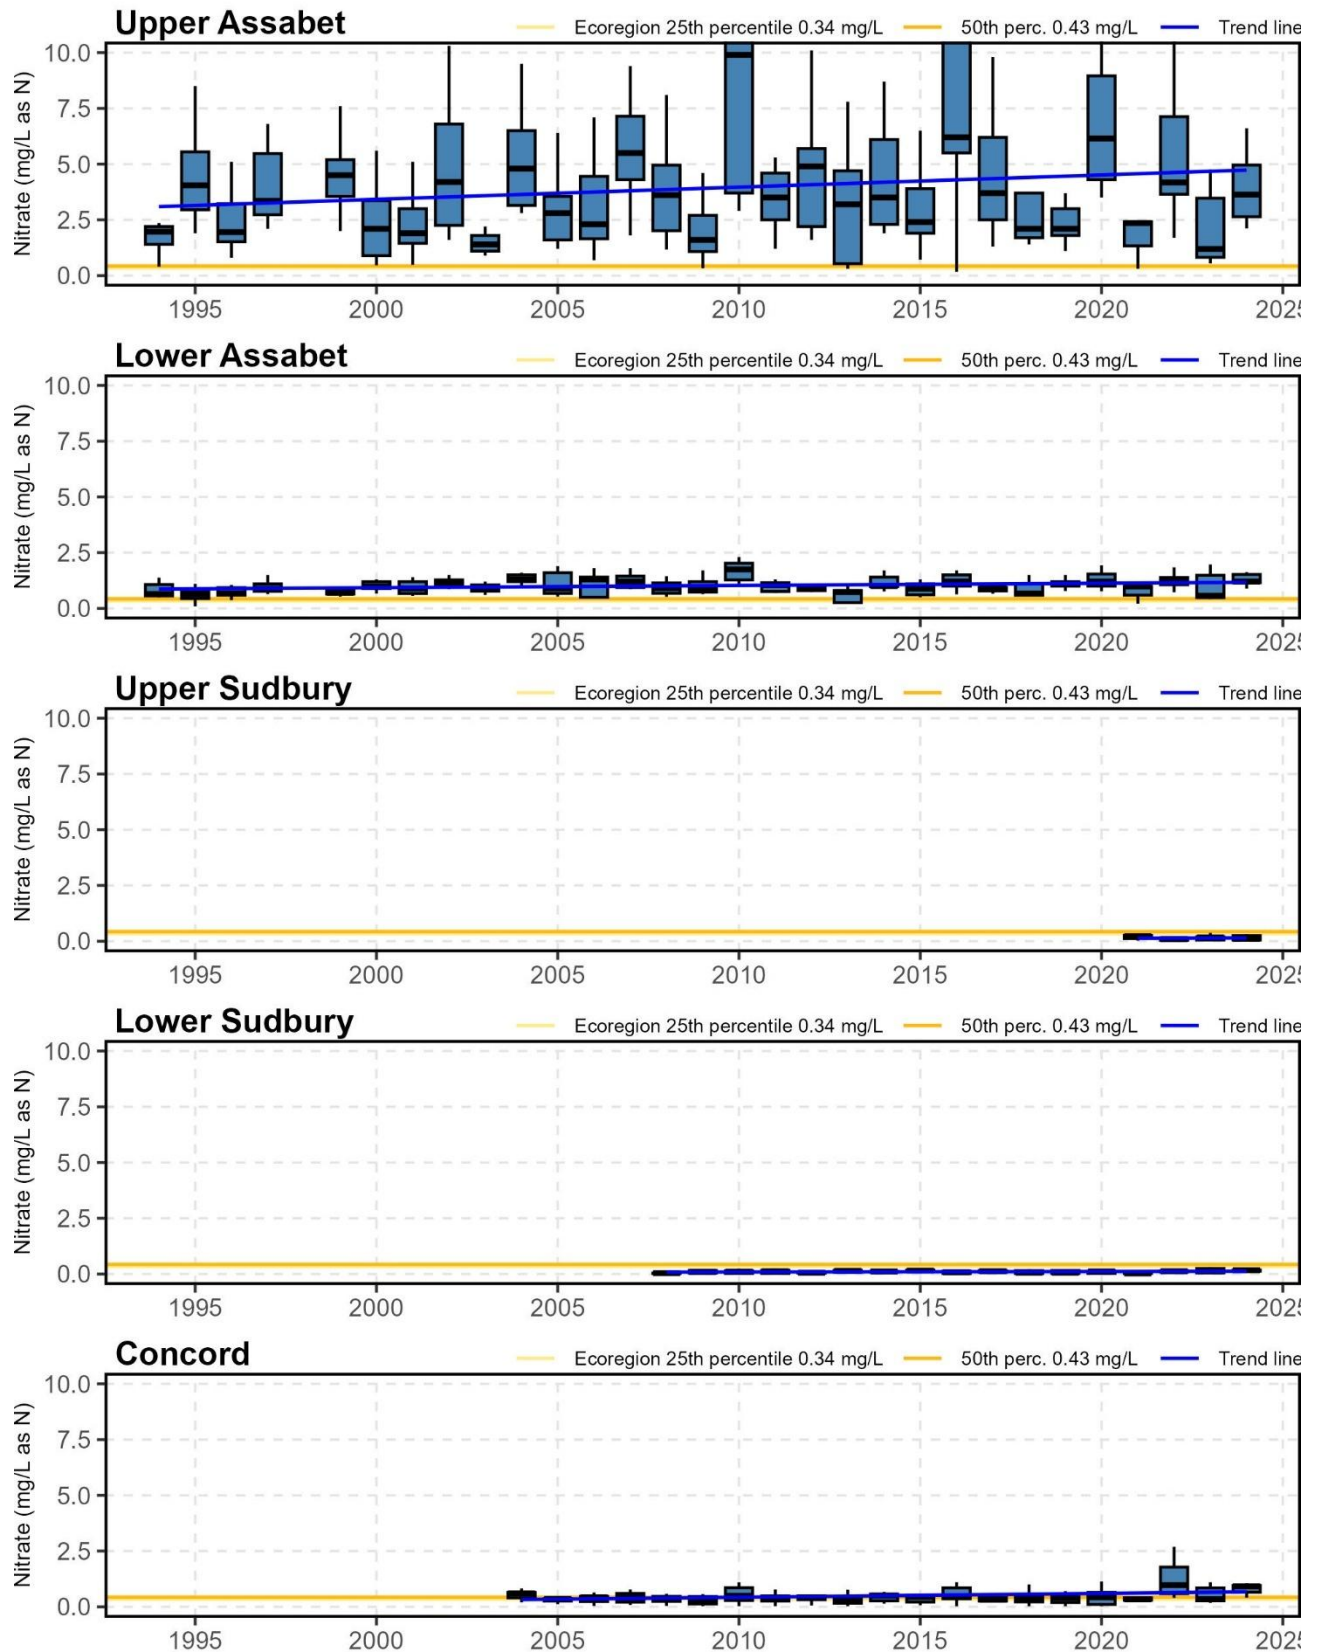 Upper Assabet
Ecoregion 25th percentile 0.34 mg/L 50th perc. 0.43 mg/L Trend line
Nitrate (mg/L as N)
10.0
7.5
5.0
2.5
0.0
1995 2000 2005 2010 2015 2020 2025
Lower Assabet
Ecoregion 25th percentile 0.34 mg/L 50th perc. 0.43 mg/L Trend line
Nitrate (mg/L as N)
10.0
7.5
5.0
2.5
0.0
1995 2000 2005 2010 2015 2020 2025
Upper Sudbury
Ecoregion 25th percentile 0.34 mg/L 50th perc. 0.43 mg/L Trend line
Nitrate (mg/L as N)
10.0
7.5
5.0
2.5
0.0
1995 2000 2005 2010 2015 2020 2025
Lower Sudbury
Ecoregion 25th percentile 0.34 mg/L 50th perc. 0.43 mg/L Trend line
Nitrate (mg/L as N)
10.0
7.5
5.0
2.5
0.0
1995 2000 2005 2010 2015 2020 2025
Concord
Ecoregion 25th percentile 0.34 mg/L 50th perc. 0.43 mg/L Trend line
Nitrate (mg/L as N)
10.0
7.5
5.0
2.5
0.0
1995 2000 2005 2010 2015 2020 2025